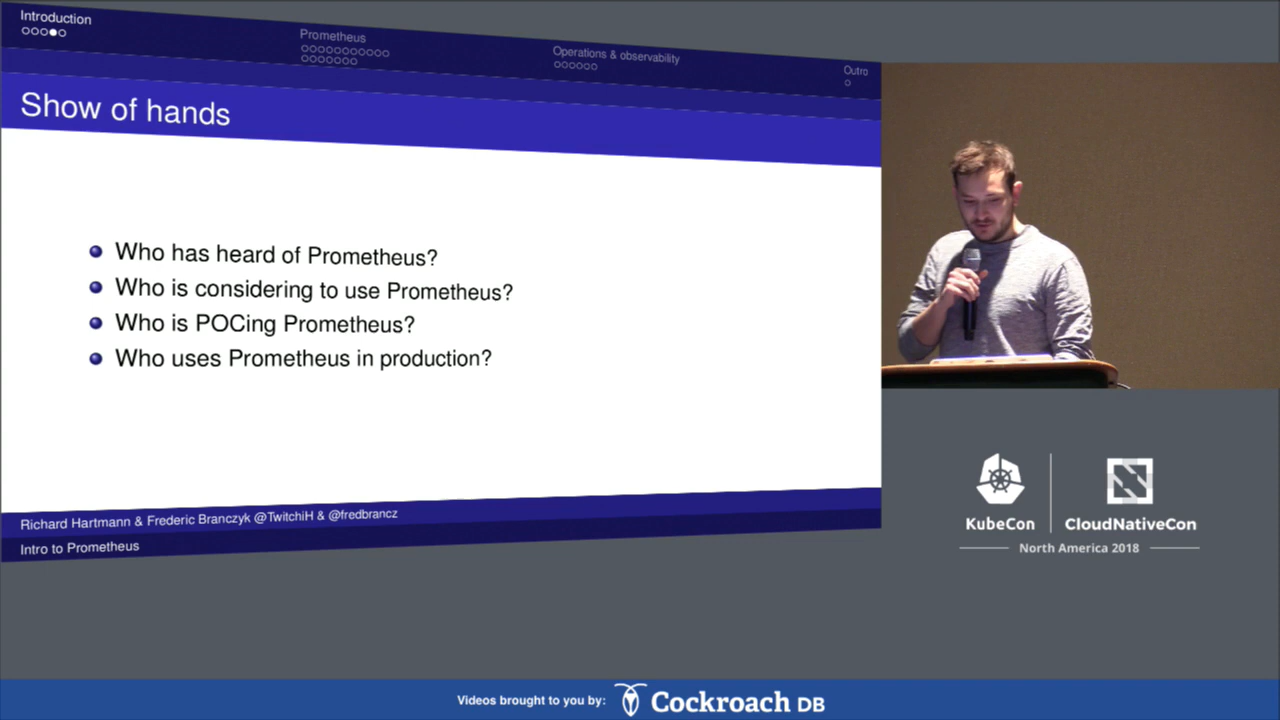 Introduction
Prometheus
Operations & observability
Outro
Show of hands
Who has heard of Prometheus?
Who is considering to use Prometheus?
Who is POCing Prometheus?
Who uses Prometheus in production?
Richard Hartmann & Frederic Branczyk @TwitchiH & @fredbrancz
Intro to Prometheus
KubeCon
CloudNativeCon
North America 2018
Videos brought to you by:
Cockroach DB